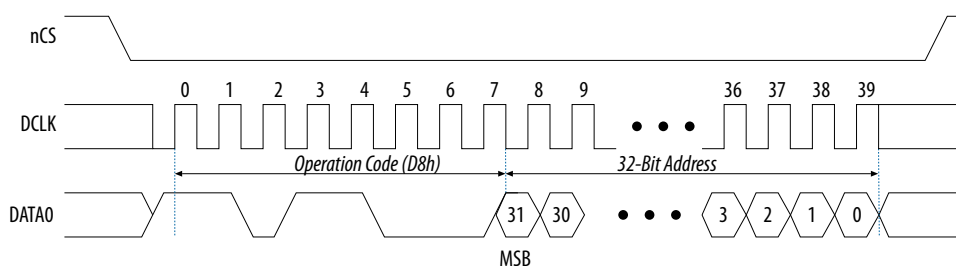 nCS
0 1 2 3 4 5 6 7 8 9 36 37 38 39
DCLK
Operation Code (D8h) 32-Bit Address
DATA0 31 30 3 2 1 0
MSB